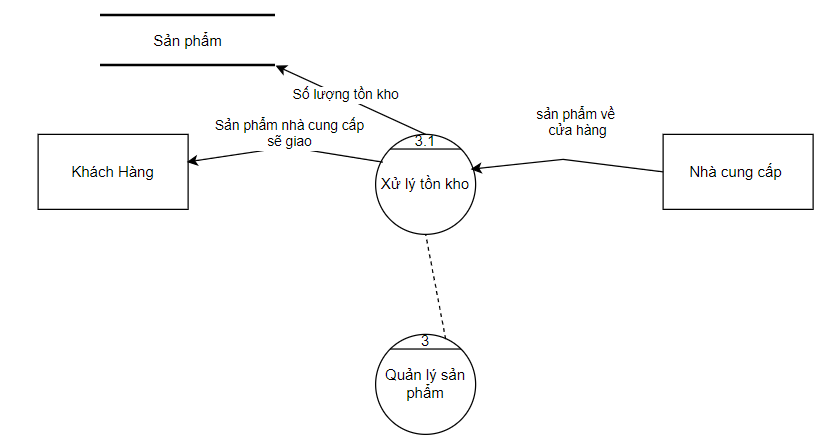 Sản phẩm
Số lượng tồn kho
Sản phẩm nhà cung cấp
sẽ giao
sản phẩm về
cửa hàng
3.1
Khách Hàng
Xử lý tồn kho
Nhà cung cấp
3
Quản lý sản
phẩm